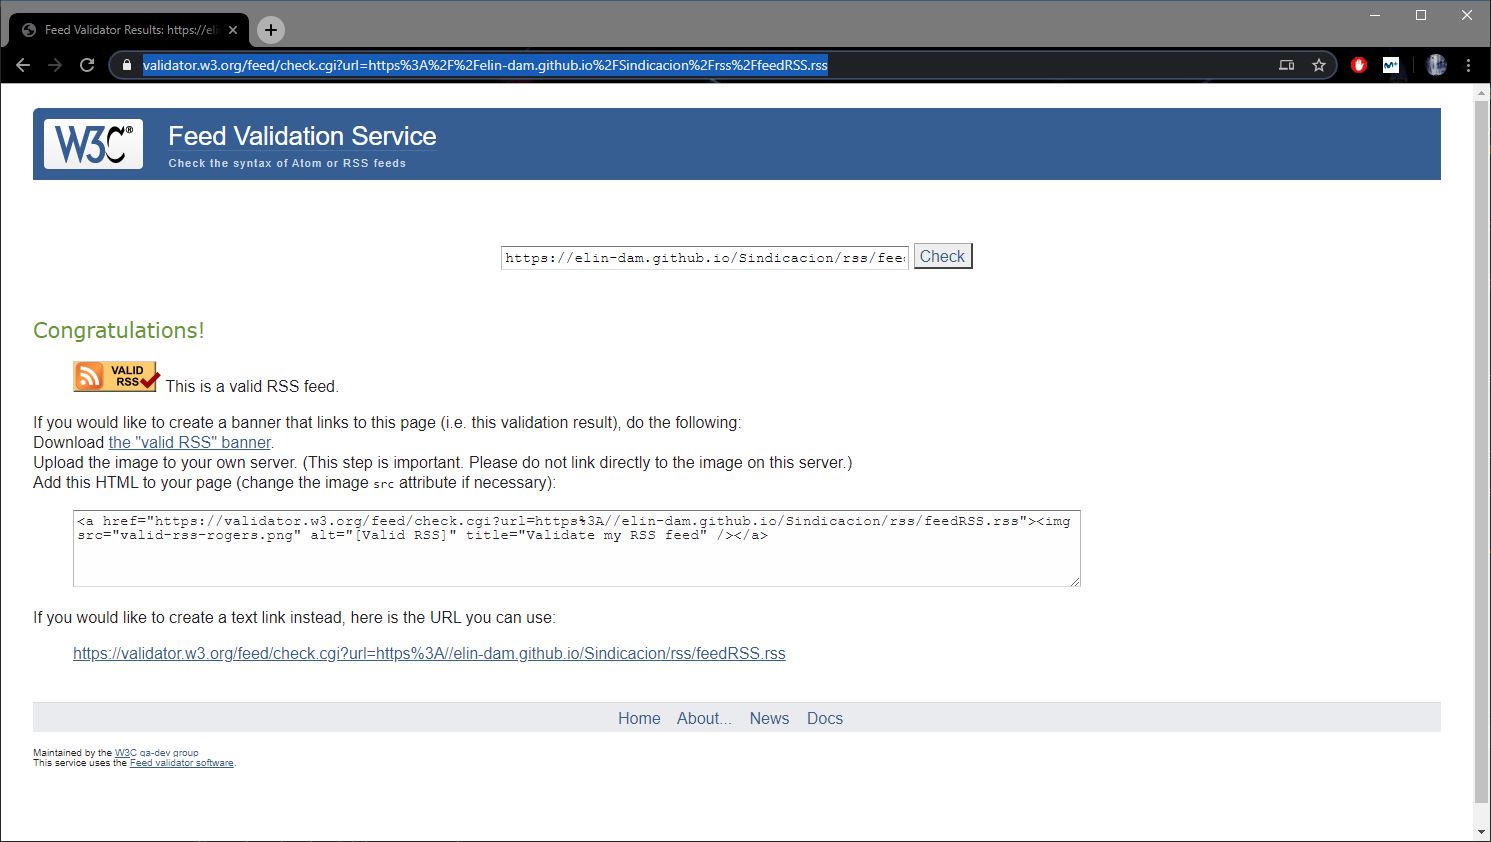 Feed Validator Results: https://eli
validator.w3.org/feed/check.cgi?url=https%3A%2F%2Felin-dam.github.io%2FSindicacion%2Frss%2FfeedRSS.rss
W3C®
Feed Validation Service
Check the syntax of Atom or RSS feeds
https://elin-dam.github.io/Sindicacion/rss/fee
Check
Congratulations!
VALID
RSS
This is a valid RSS feed.
If you would like to create a banner that links to this page (i.e. this validation result), do the following:
Download the "valid RSS" banner.
Upload the image to your own server. (This step is important. Please do not link directly to the image on this server.)
Add this HTML to your page (change the image src attribute if necessary):
<a href="https://validator.w3.org/feed/check.cgi?url=https%3A//elin-dam.github.io/Sindicacion/rss/feedRSS.rss"><img
src="valid-rss-rogers.png" alt="[Valid RSS]" title="Validate my RSS feed" /></a>
If you would like to create a text link instead, here is the URL you can use:
https://validator.w3.org/feed/check.cgi?url=https%3A//elin-dam.github.io/Sindicacion/rss/feedRSS.rss
Home About... News Docs
Maintained by the W3C qa-dev group
This service uses the Feed validator software.